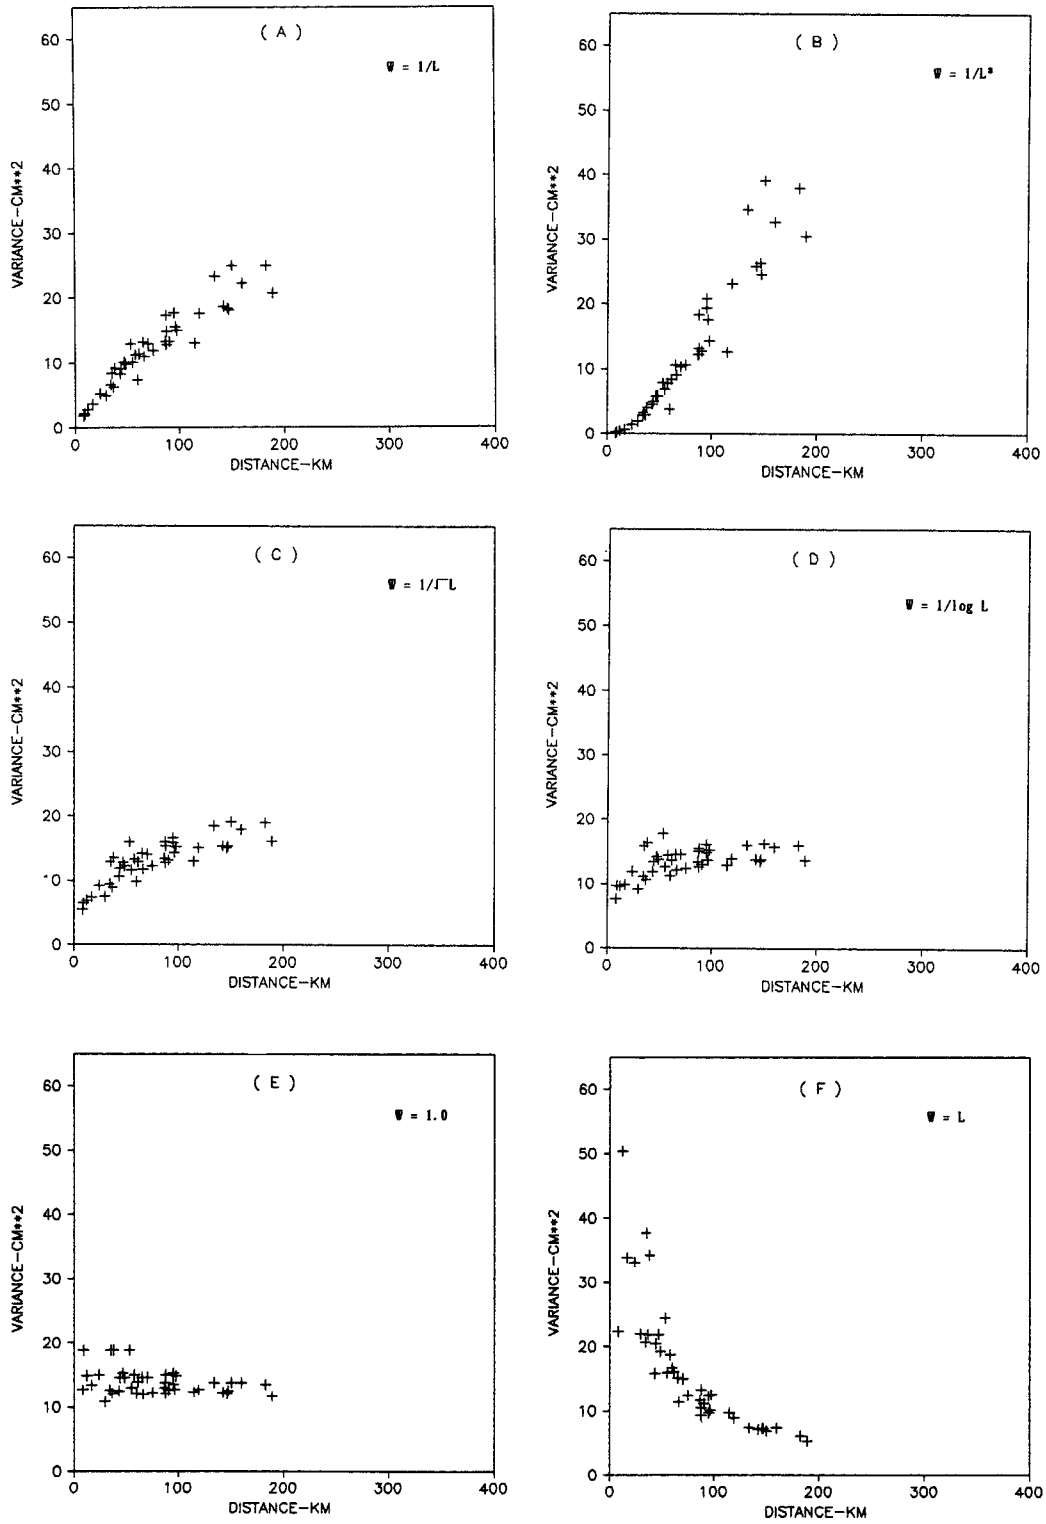 ( A )
W = 1/L
VARIANCE-CM**2
60
50
40
30
20
10
0
0 100 200 300 400
DISTANCE-KM
( B )
W = 1/L²
VARIANCE-CM**2
60
50
40
30
20
10
0
0 100 200 300 400
DISTANCE-KM
( C )
W = 1/√L
VARIANCE-CM**2
60
50
40
30
20
10
0
0 100 200 300 400
DISTANCE-KM
( D )
W = 1/log L
VARIANCE-CM**2
60
50
40
30
20
10
0
0 100 200 300 400
DISTANCE-KM
( E )
W = 1.0
VARIANCE-CM**2
60
50
40
30
20
10
0
0 100 200 300 400
DISTANCE-KM
( F )
W = L
VARIANCE-CM**2
60
50
40
30
20
10
0
0 100 200 300 400
DISTANCE-KM